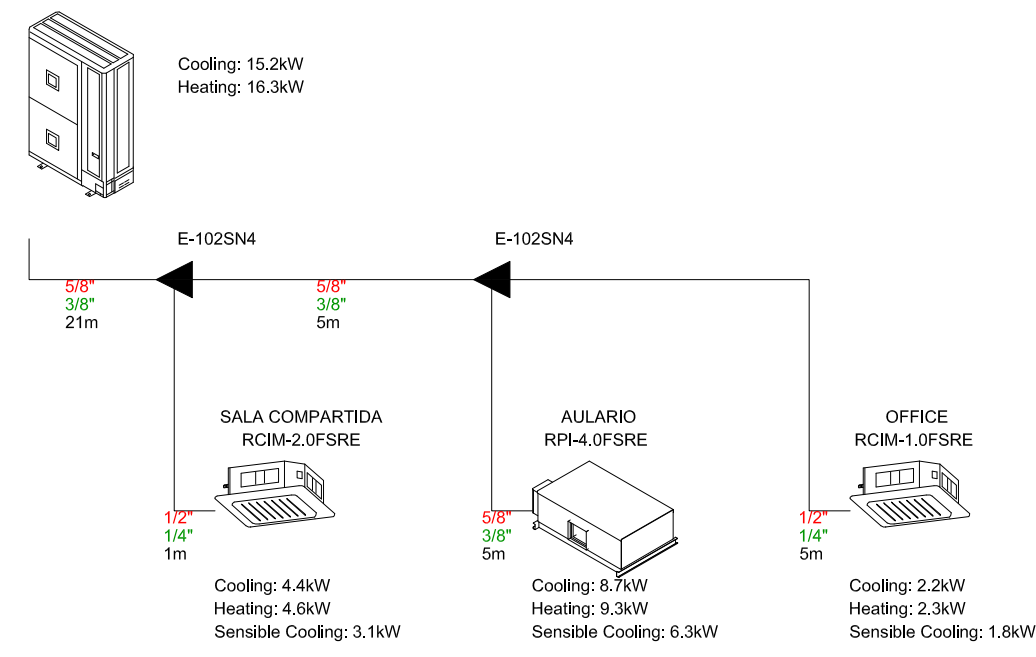 Cooling: 15.2kW
Heating: 16.3kW
E-102SN4
E-102SN4
5/8"
3/8"
21m
5/8"
3/8"
5m
SALA COMPARTIDA
RCIM-2.0FSRE
AULARIO
RPI-4.0FSRE
OFFICE
RCIM-1.0FSRE
1/2"
1/4"
1m
5/8"
3/8"
5m
1/2"
1/4"
5m
Cooling: 4.4kW
Heating: 4.6kW
Sensible Cooling: 3.1kW
Cooling: 8.7kW
Heating: 9.3kW
Sensible Cooling: 6.3kW
Cooling: 2.2kW
Heating: 2.3kW
Sensible Cooling: 1.8kW